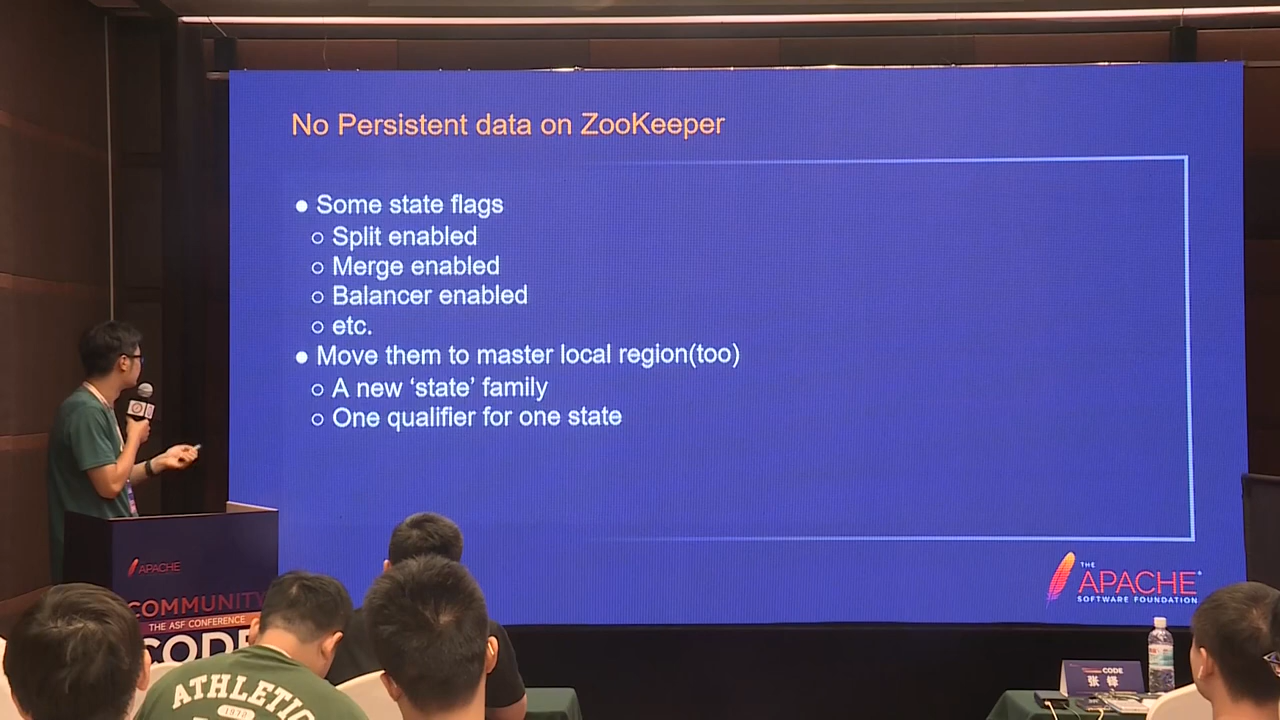 No Persistent data on ZooKeeper
● Some state flags
○ Split enabled
○ Merge enabled
○ Balancer enabled
○ etc.
● Move them to master local region(too)
○ A new ‘state’ family
○ One qualifier for one state
THE
APACHE
SOFTWARE FOUNDATION
APACHE
COMMUNITY
THE ASF CONFERENCE
CODE
ATHLETIC
1978
CODE
张 铎